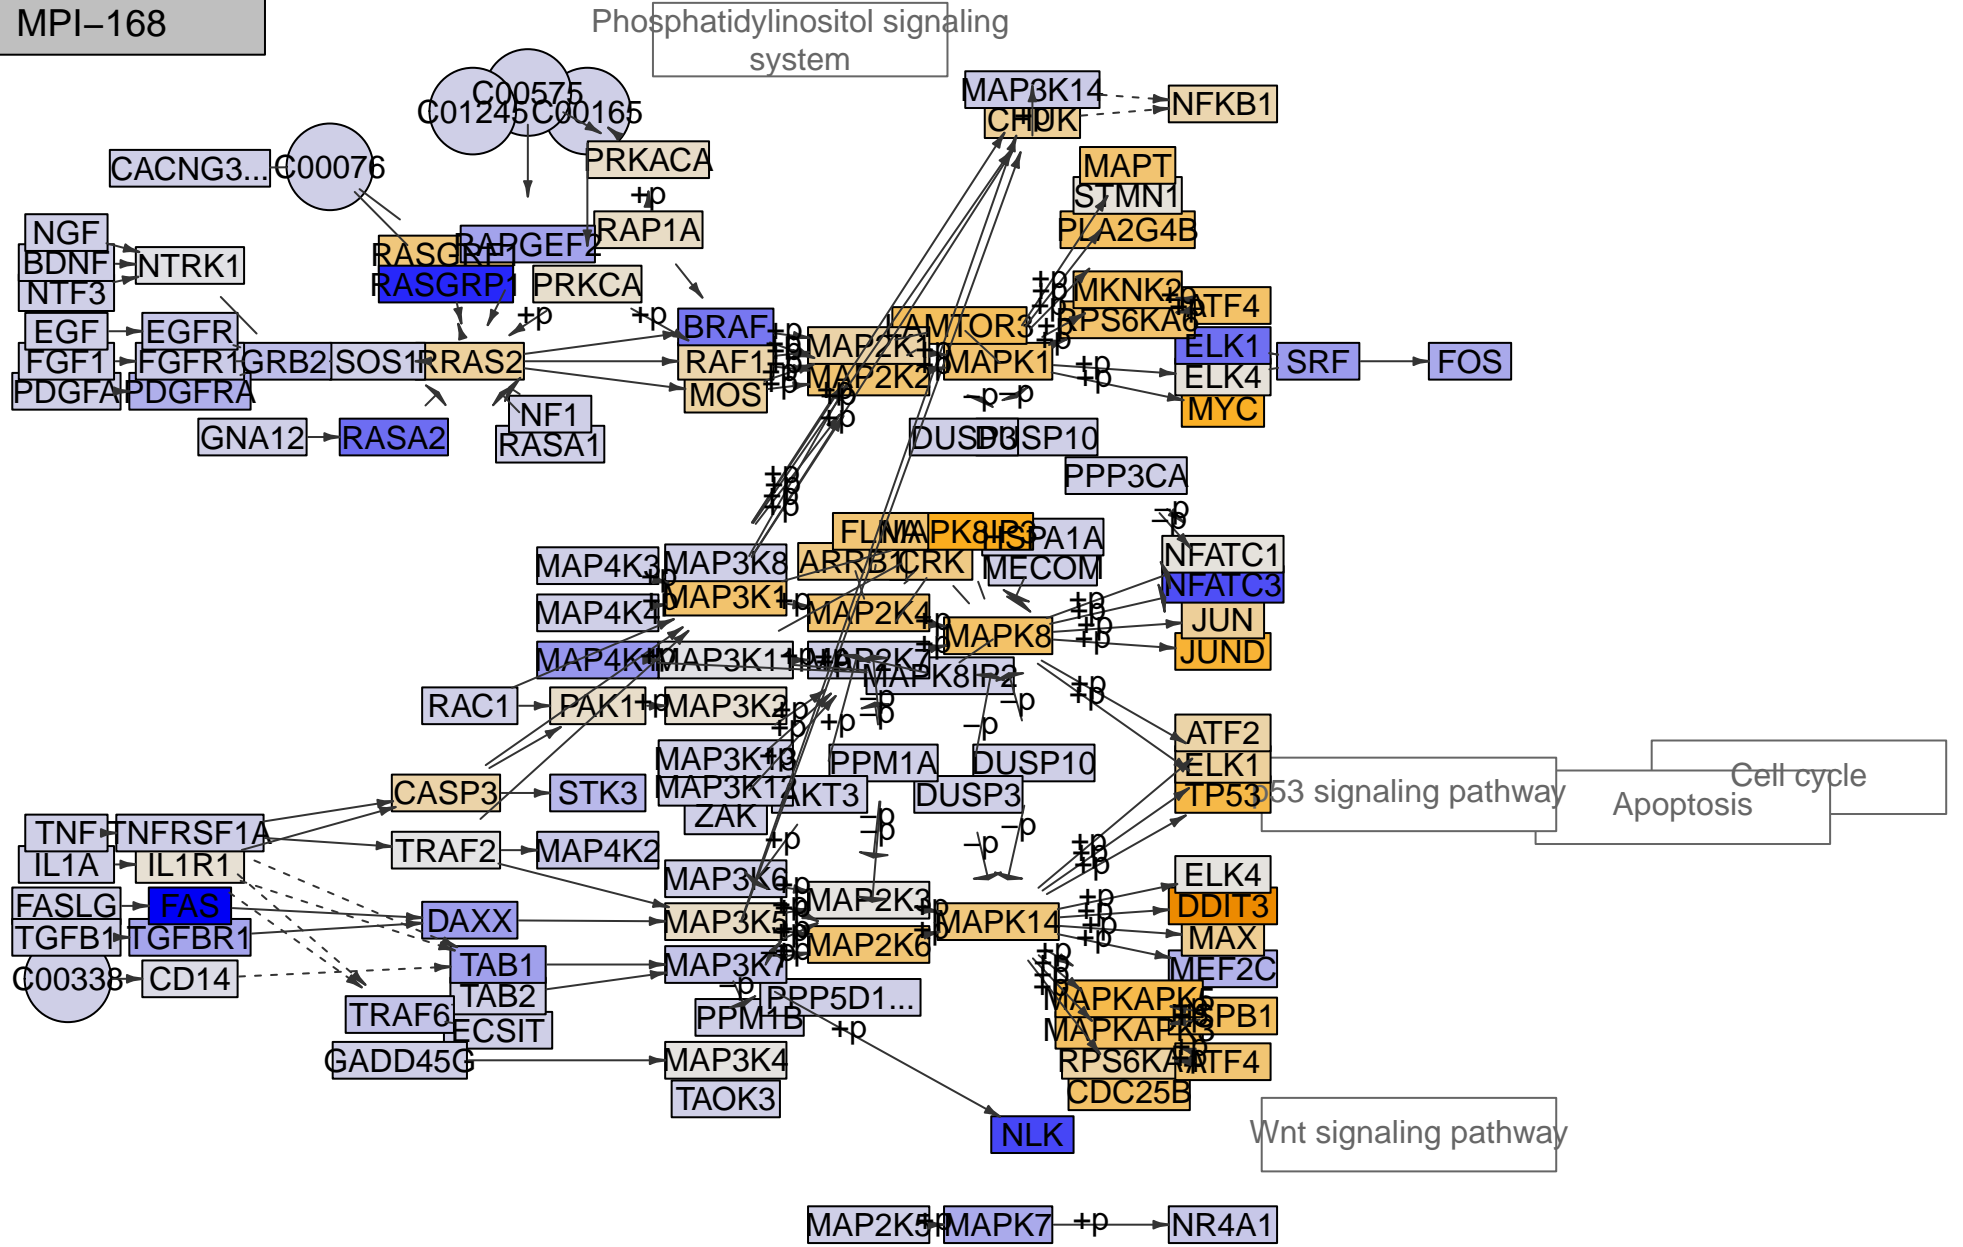 MPI−168
Phosphatidylinositol signaling
system
C00575
C01245
C00165
MAP3K14
NFKB1
CHUK
+p
CACNG3...
C00076
PRKACA
MAPT
STMN1
+p
RAP1A
PLA2G4B
NGF
BDNF
NTF3
NTRK1
RAPGEF2
RASGRP1
PRKCA
MKNK2
ATF4
+p
+p
BRAF
LAMTOR3
RPS6KA6
EGF
EGFR
FGF1
FGFR1
GRB2
SOS1
RRAS2
RAF1
MAP2K1
MAPK1
ELK1
SRF
FOS
PDGFA
PDGFRA
MOS
MAP2K2
ELK4
MYC
NF1
GNA12
RASA2
RASA1
−p
−p
DUSP3
DUSP10
PPP3CA
+p
+p
+p
−p
−p
FLNA
MAPK8IP3
HSPA1A
MAP4K3
MAP3K8
ARRB1
CRK
MECOM
NFATC1
NFATC3
MAP4K4
MAP3K1
+p
MAP2K4
MAPK8
+p
+p
+p
JUN
JUND
MAP3K11
MAP2K7
MAPK8IP2
RAC1
PAK1
+p
MAP3K2
+p
+p
+p
−p
−p
−p
−p
+p
+p
ATF2
MAP3K13
PPM1A
DUSP10
ELK1
Cell cycle
CASP3
STK3
MAP3K12
AKT3
DUSP3
TP53
p53 signaling pathway
Apoptosis
ZAK
TNF
TNFRSF1A
−p
−p
−p
−p
+p
TRAF2
MAP4K2
IL1A
IL1R1
MAP3K6
ELK4
FASLG
FAS
MAP2K3
DDIT3
DAXX
MAP3K5
MAPK14
TGFB1
TGFBR1
MAP2K6
MAX
C00338
CD14
TAB1
MAP3K7
MEF2C
TAB2
−p
PPP5D1...
MAPKAPK5
TRAF6
ECSIT
PPM1B
+p
MAPKAPK3
HSPB1
GADD45G
MAP3K4
ATF4
TAOK3
CDC25B
NLK
Wnt signaling pathway
MAP2K5
+p
MAPK7
+p
NR4A1